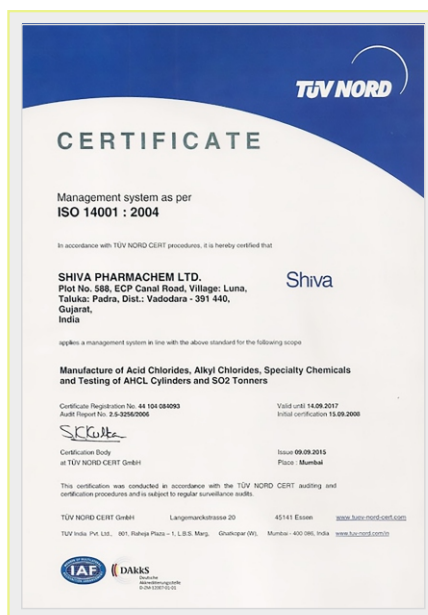 TÜV NORD
CERTIFICATE
Management system as per
ISO 14001 : 2004
In accordance with TÜV NORD CERT procedures, it is hereby certified that
SHIVA PHARMACHEM LTD.
Plot No. 588, ECP Canal Road, Village: Luna,
Taluka: Padra, Dist.: Vadodara - 391 440,
Gujarat,
India
Shiva
applies a management system in line with the above standard for the following scope
Manufacture of Acid Chlorides, Alkyl Chlorides, Specialty Chemicals
and Testing of AHCL Cylinders and SO2 Tonners
Certificate Registration No. 44 104 084093
Audit Report No. 2.5-3256/2006
Valid until 14.09.2017
Initial certification 15.09.2008
Certification Body
at TÜV NORD CERT GmbH
Issue 09.09.2015
Place : Mumbai
This certification was conducted in accordance with the TÜV NORD CERT auditing and
certification procedures and is subject to regular surveillance audits.
TÜV NORD CERT GmbH Langemarckstrasse 20 45141 Essen www.tuev-nord-cert.com
TUV India Pvt. Ltd., 801, Raheja Plaza – 1, L.B.S. Marg, Ghatkopar (W), Mumbai - 400 086, India www.tuv-nord.com/in
IAF
DAkkS
Deutsche
Akkreditierungsstelle
D-ZM-12007-01-01